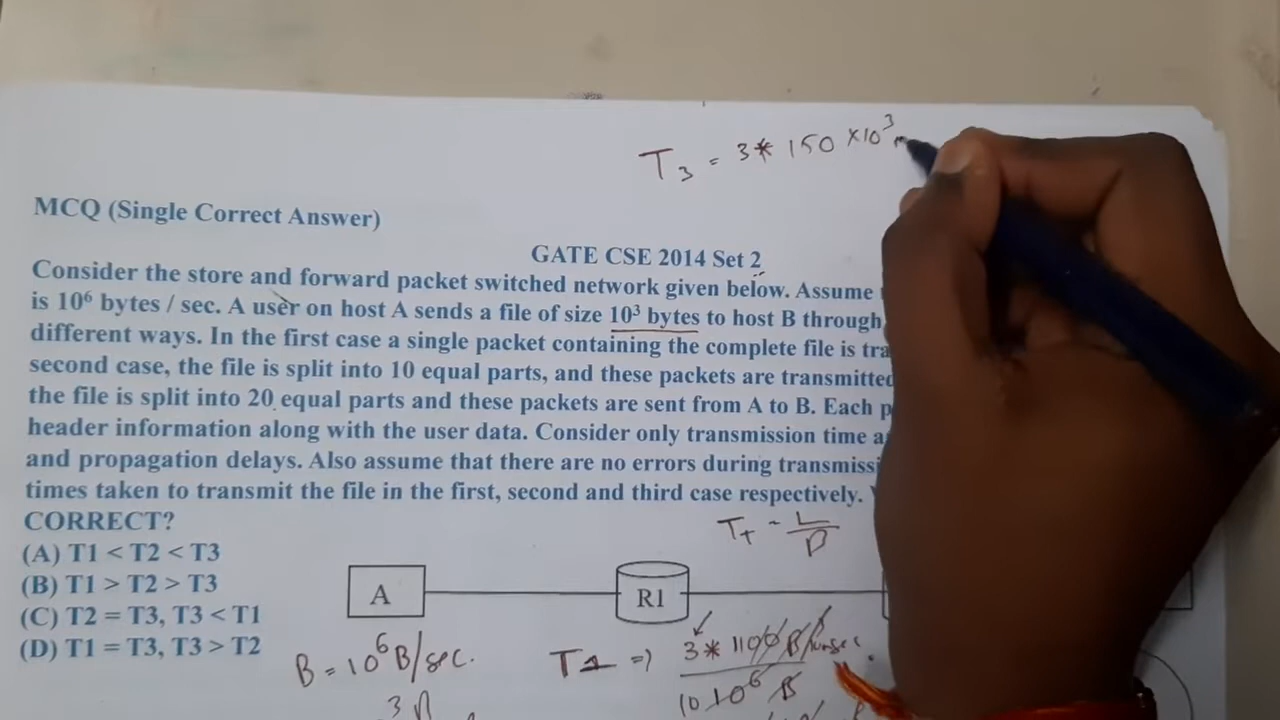 T3 = 3* 150 ×10³
MCQ (Single Correct Answer)
GATE CSE 2014 Set 2
Consider the store and forward packet switched network given below. Assume
is 10⁶ bytes / sec. A user on host A sends a file of size 10³ bytes to host B through
different ways. In the first case a single packet containing the complete file is tra
second case, the file is split into 10 equal parts, and these packets are transmitted
the file is split into 20 equal parts and these packets are sent from A to B. Each p
header information along with the user data. Consider only transmission time a
and propagation delays. Also assume that there are no errors during transmissi
times taken to transmit the file in the first, second and third case respectively.
CORRECT?
(A) T1 < T2 < T3
(B) T1 > T2 > T3
(C) T2 = T3, T3 < T1
(D) T1 = T3, T3 > T2
A
R1
B = 10⁶ B/sec.